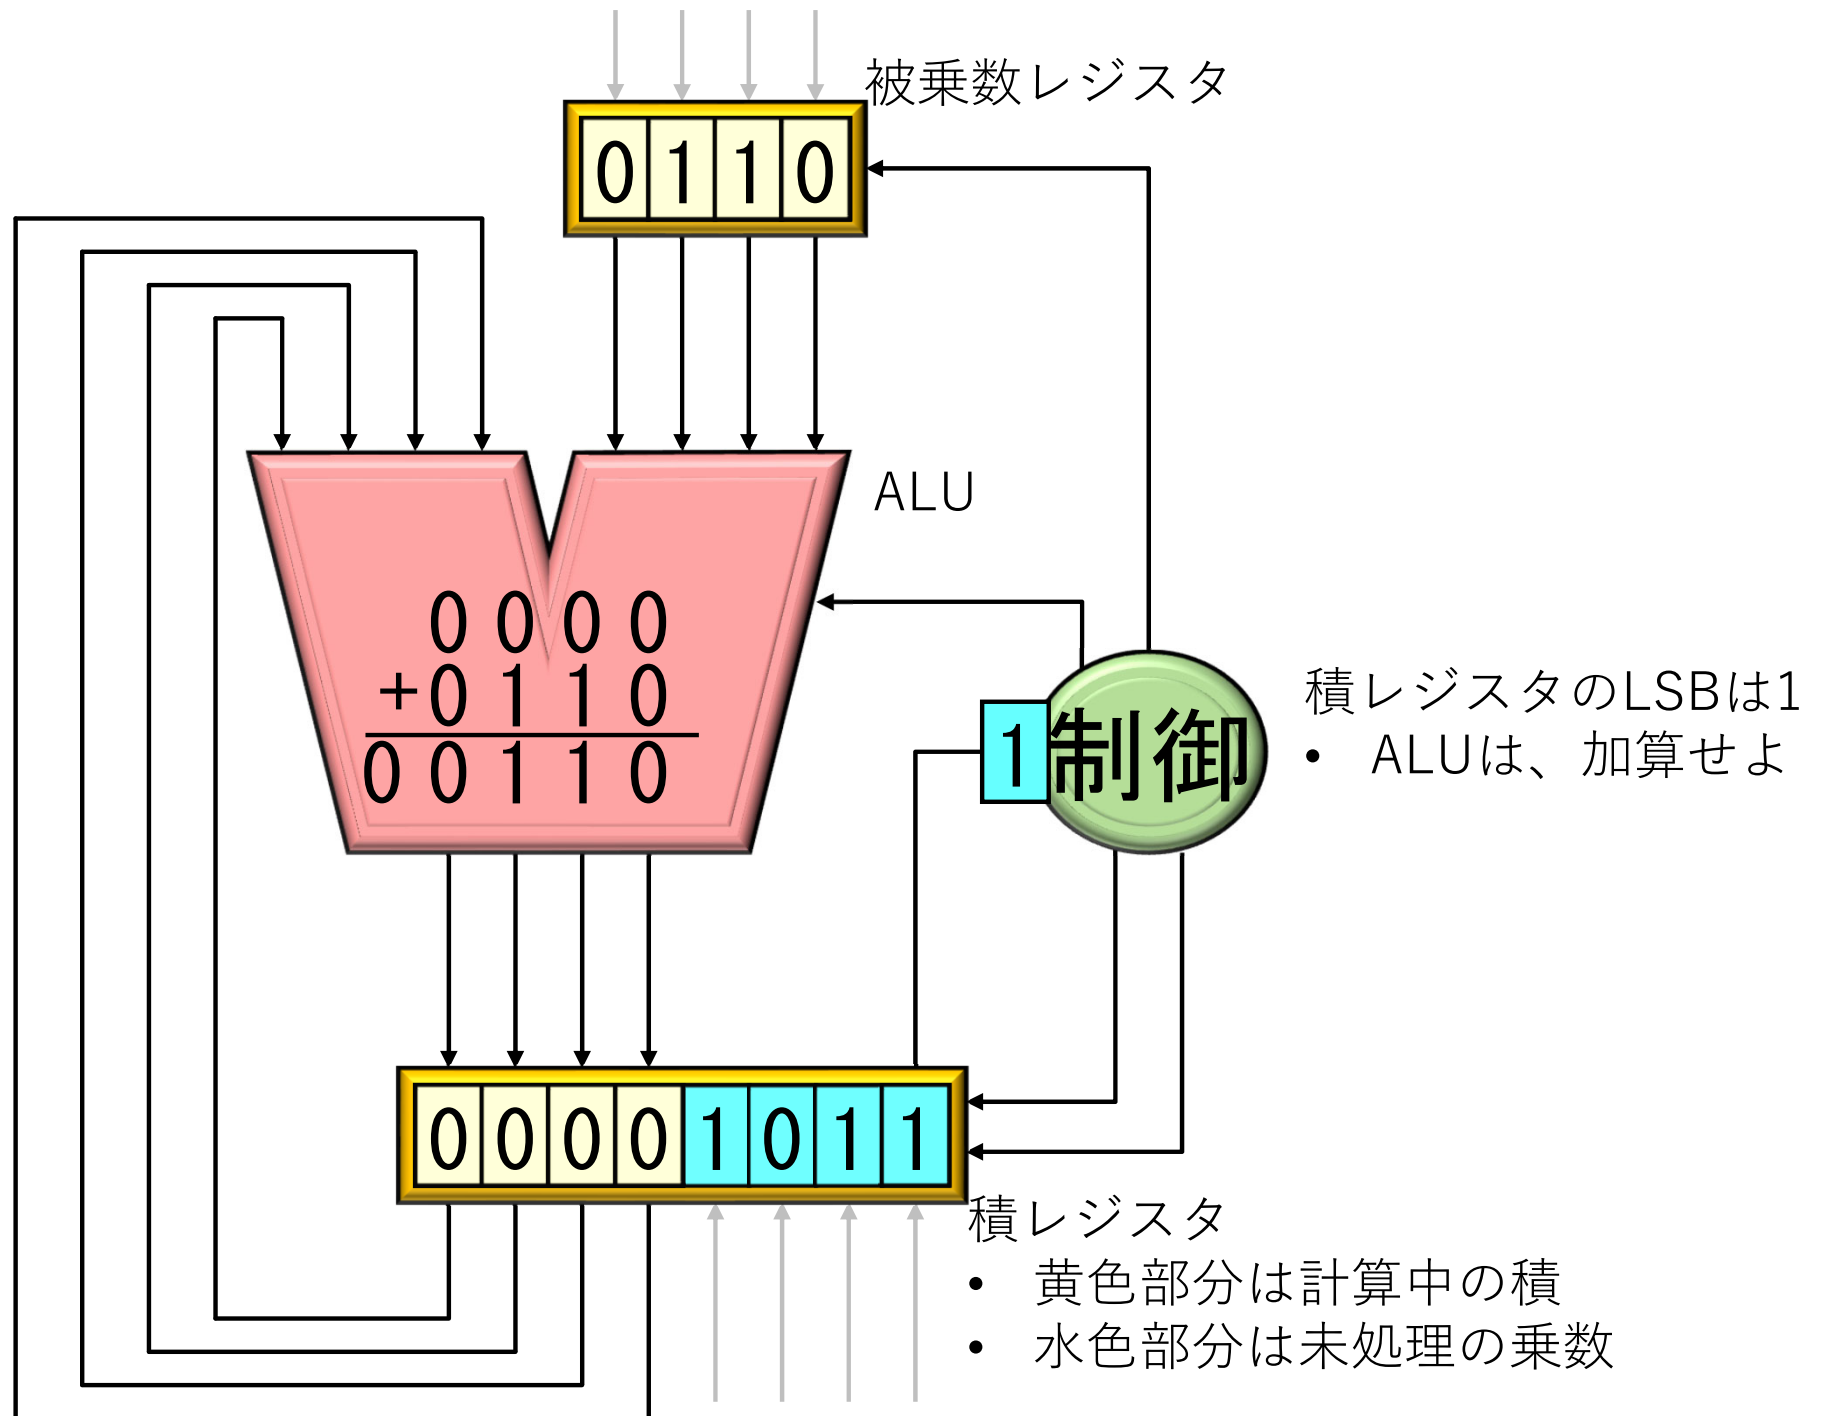 被乗数レジスタ
0 1 1 0
ALU
0 0 0 0
+0 1 1 0
0 0 1 1 0
1 制御
積レジスタのLSBは1
• ALUは、加算せよ
0 0 0 0 1 0 1 1
積レジスタ
• 黄色部分は計算中の積
• 水色部分は未処理の乗数